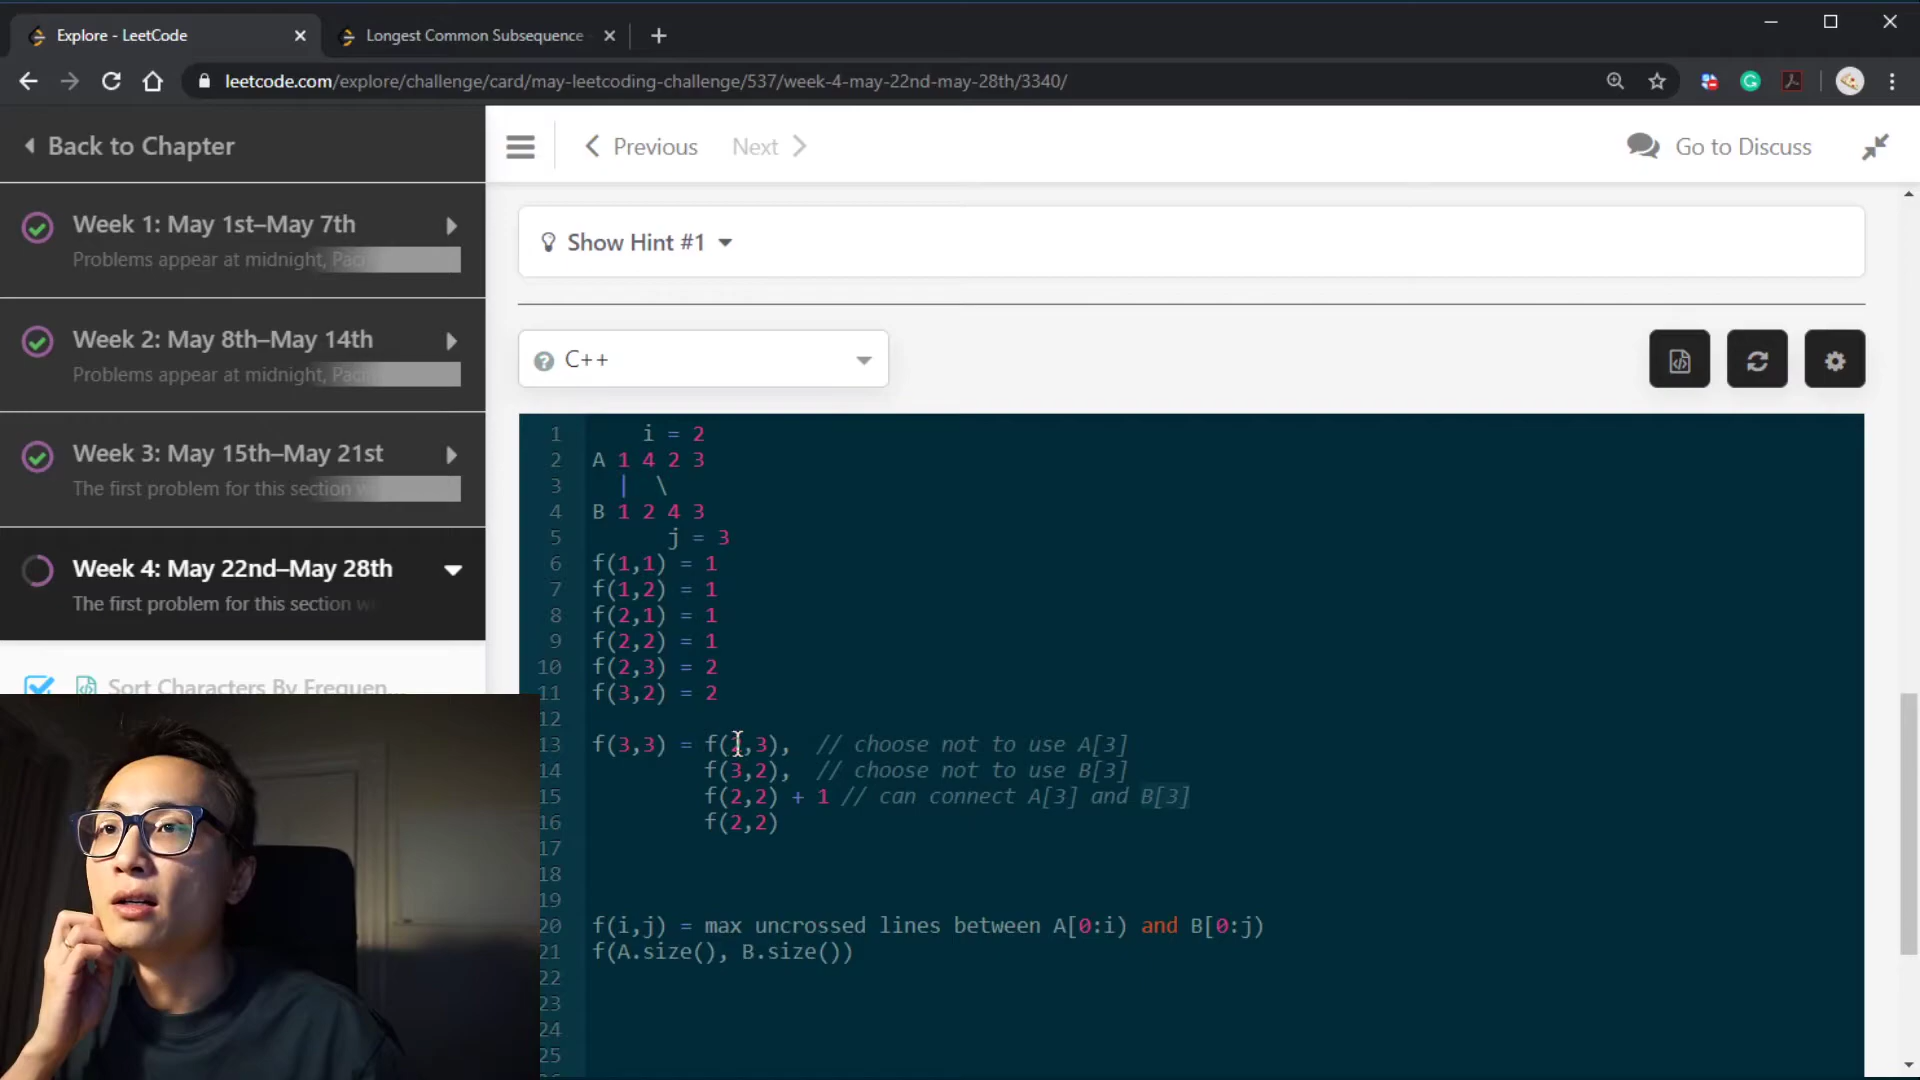 Explore - LeetCode
Longest Common Subsequence
leetcode.com/explore/challenge/card/may-leetcoding-challenge/537/week-4-may-22nd-may-28th/3340/
Back to Chapter
Previous
Next
Go to Discuss
Week 1: May 1st–May 7th
Problems appear at midnight, Paci
Week 2: May 8th–May 14th
Problems appear at midnight, Paci
Week 3: May 15th–May 21st
The first problem for this section w
Week 4: May 22nd–May 28th
The first problem for this section w
Sort Characters By Frequen...
Show Hint #1
C++
1 i = 2
2 A 1 4 2 3
3 | \
4 B 1 2 4 3
5 j = 3
6 f(1,1) = 1
7 f(1,2) = 1
8 f(2,1) = 1
9 f(2,2) = 1
10 f(2,3) = 2
11 f(3,2) = 2
12
13 f(3,3) = f(2,3), // choose not to use A[3]
14 f(3,2), // choose not to use B[3]
15 f(2,2) + 1 // can connect A[3] and B[3]
16 f(2,2)
17
18
19
20 f(i,j) = max uncrossed lines between A[0:i) and B[0:j)
21 f(A.size(), B.size())
22
23
24
25